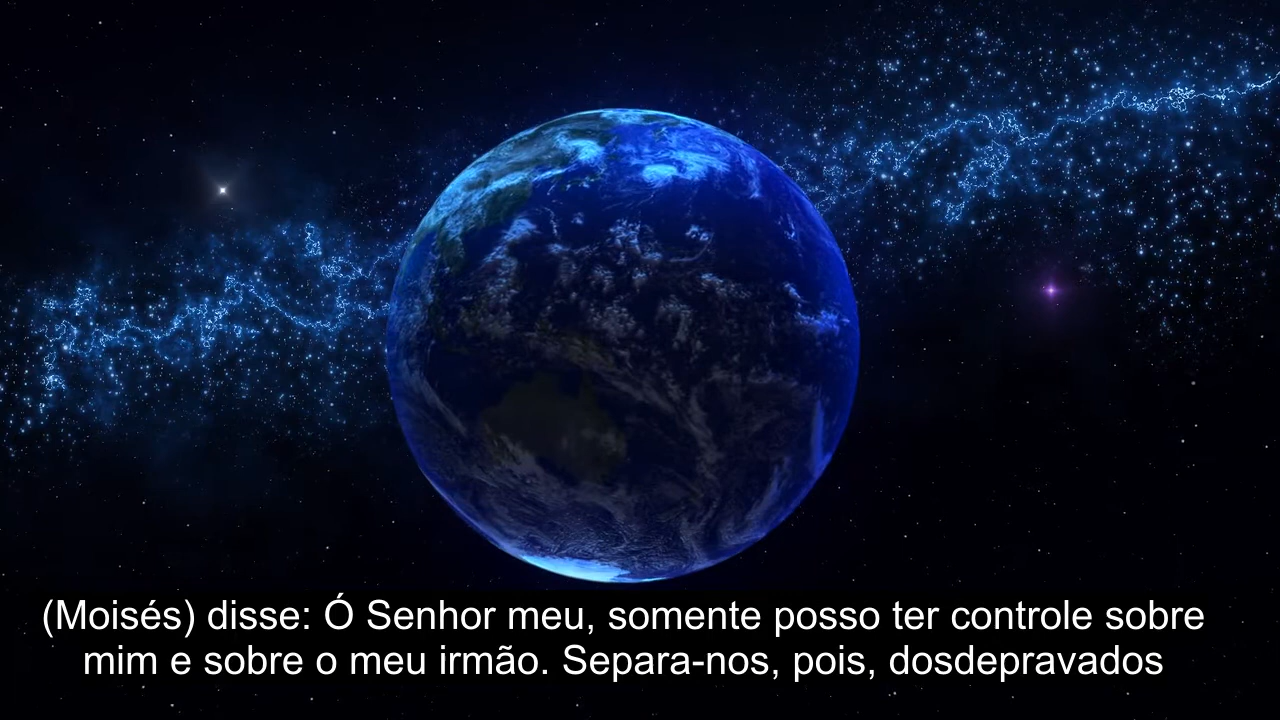 (Moisés) disse: Ó Senhor meu, somente posso ter controle sobre
mim e sobre o meu irmão. Separa-nos, pois, dosdepravados